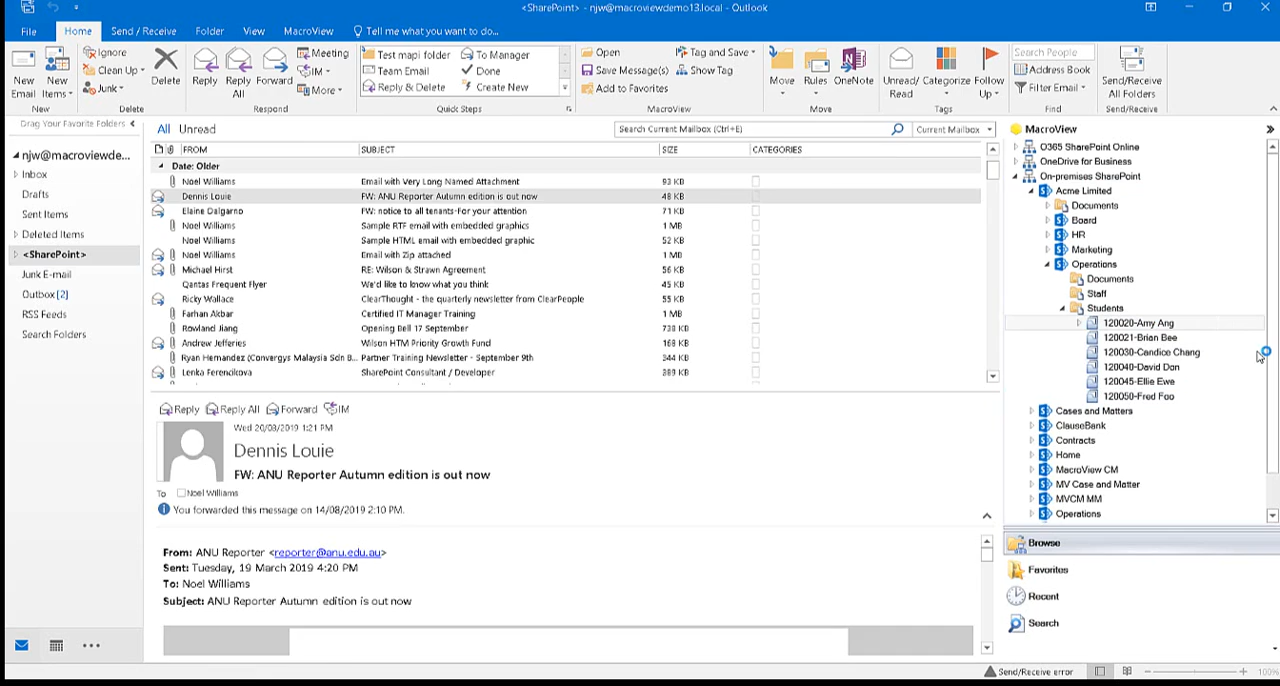 <SharePoint> - njw@macroviewdemo13.local - Outlook
File Home Send / Receive Folder View MacroView Tell me what you want to do...
New Email
New Items
Ignore
Clean Up
Junk
Delete
Reply
Reply All
Forward
Meeting
IM
More
Test mapi folder
Team Email
Reply & Delete
To Manager
Done
Create New
Open
Save Message(s)
Add to Favorites
Tag and Save
Show Tag
Move
Rules
OneNote
Unread/ Read
Categorize
Follow Up
Search People
Address Book
Filter Email
Send/Receive All Folders
New Delete Respond Quick Steps MacroView Move Tags Find Send/Receive
Drag Your Favorite Folders
njw@macroviewde...
Inbox
Drafts
Sent Items
Deleted Items
<SharePoint>
Junk E-mail
Outbox [2]
RSS Feeds
Search Folders
All Unread
Search Current Mailbox (Ctrl+E) Current Mailbox
FROM SUBJECT SIZE CATEGORIES
Date: Older
Noel Williams Email with Very Long Named Attachment 93 KB
Dennis Louie FW: ANU Reporter Autumn edition is out now 48 KB
Elaine Dalgarno FW: notice to all tenants-For your attention 71 KB
Noel Williams Sample RTF email with embedded graphics 1 MB
Noel Williams Sample HTML email with embedded graphic 52 KB
Noel Williams Email with Zip attached 1 MB
Michael Hirst RE: Wilson & Strawn Agreement 56 KB
Qantas Frequent Flyer We'd like to know what you think 45 KB
Ricky Wallace ClearThought - the quarterly newsletter from ClearPeople 55 KB
Farhan Akbar Certified IT Manager Training 1 MB
Rowland Jiang Opening Bell 17 September 738 KB
Andrew Jefferies Wilson HTM Priority Growth Fund 168 KB
Ryan Hernandez (Convergys Malaysia Sdn B... Partner Training Newsletter - September 9th 344 KB
Lenka Ferencikova SharePoint Consultant / Developer 289 KB
Reply Reply All Forward IM
Wed 20/03/2019 1:21 PM
Dennis Louie
FW: ANU Reporter Autumn edition is out now
To Noel Williams
You forwarded this message on 14/08/2019 2:10 PM.
From: ANU Reporter <reporter@anu.edu.au>
Sent: Tuesday, 19 March 2019 4:20 PM
To: Noel Williams
Subject: ANU Reporter Autumn edition is out now
MacroView
O365 SharePoint Online
OneDrive for Business
On-premises SharePoint
Acme Limited
Documents
Board
HR
Marketing
Operations
Documents
Staff
Students
120020-Amy Ang
120021-Brian Bee
120030-Candice Chang
120040-David Don
120045-Ellie Ewe
120050-Fred Foo
Cases and Matters
ClauseBank
Contracts
Home
MacroView CM
MV Case and Matter
MVCM MM
Operations
Browse
Favorites
Recent
Search
Send/Receive error 100%